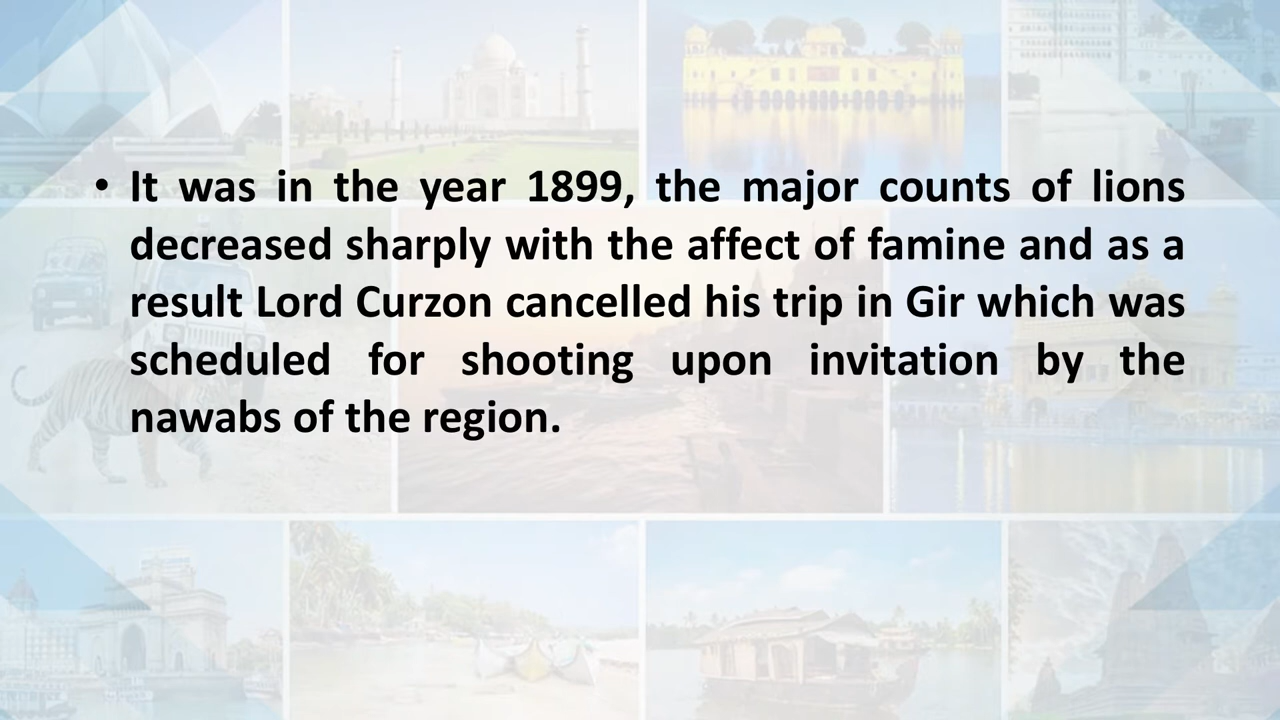 • It was in the year 1899, the major counts of lions
decreased sharply with the affect of famine and as a
result Lord Curzon cancelled his trip in Gir which was
scheduled for shooting upon invitation by the
nawabs of the region.